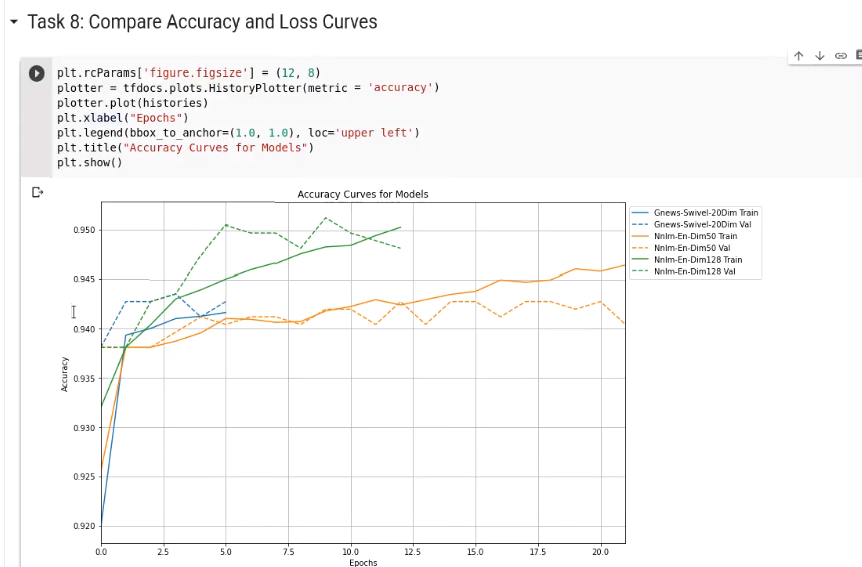 Task 8: Compare Accuracy and Loss Curves
plt.rcParams['figure.figsize'] = (12, 8)
plotter = tfdocs.plots.HistoryPlotter(metric = 'accuracy')
plotter.plot(histories)
plt.xlabel("Epochs")
plt.legend(bbox_to_anchor=(1.0, 1.0), loc='upper left')
plt.title("Accuracy Curves for Models")
plt.show()
Accuracy Curves for Models
0.950
0.945
0.940
0.935
0.930
0.925
0.920
Accuracy
0.0 2.5 5.0 7.5 10.0 12.5 15.0 17.5 20.0
Epochs
Gnews-Swivel-20Dim Train
Gnews-Swivel-20Dim Val
Nnlm-En-Dim50 Train
Nnlm-En-Dim50 Val
Nnlm-En-Dim128 Train
Nnlm-En-Dim128 Val